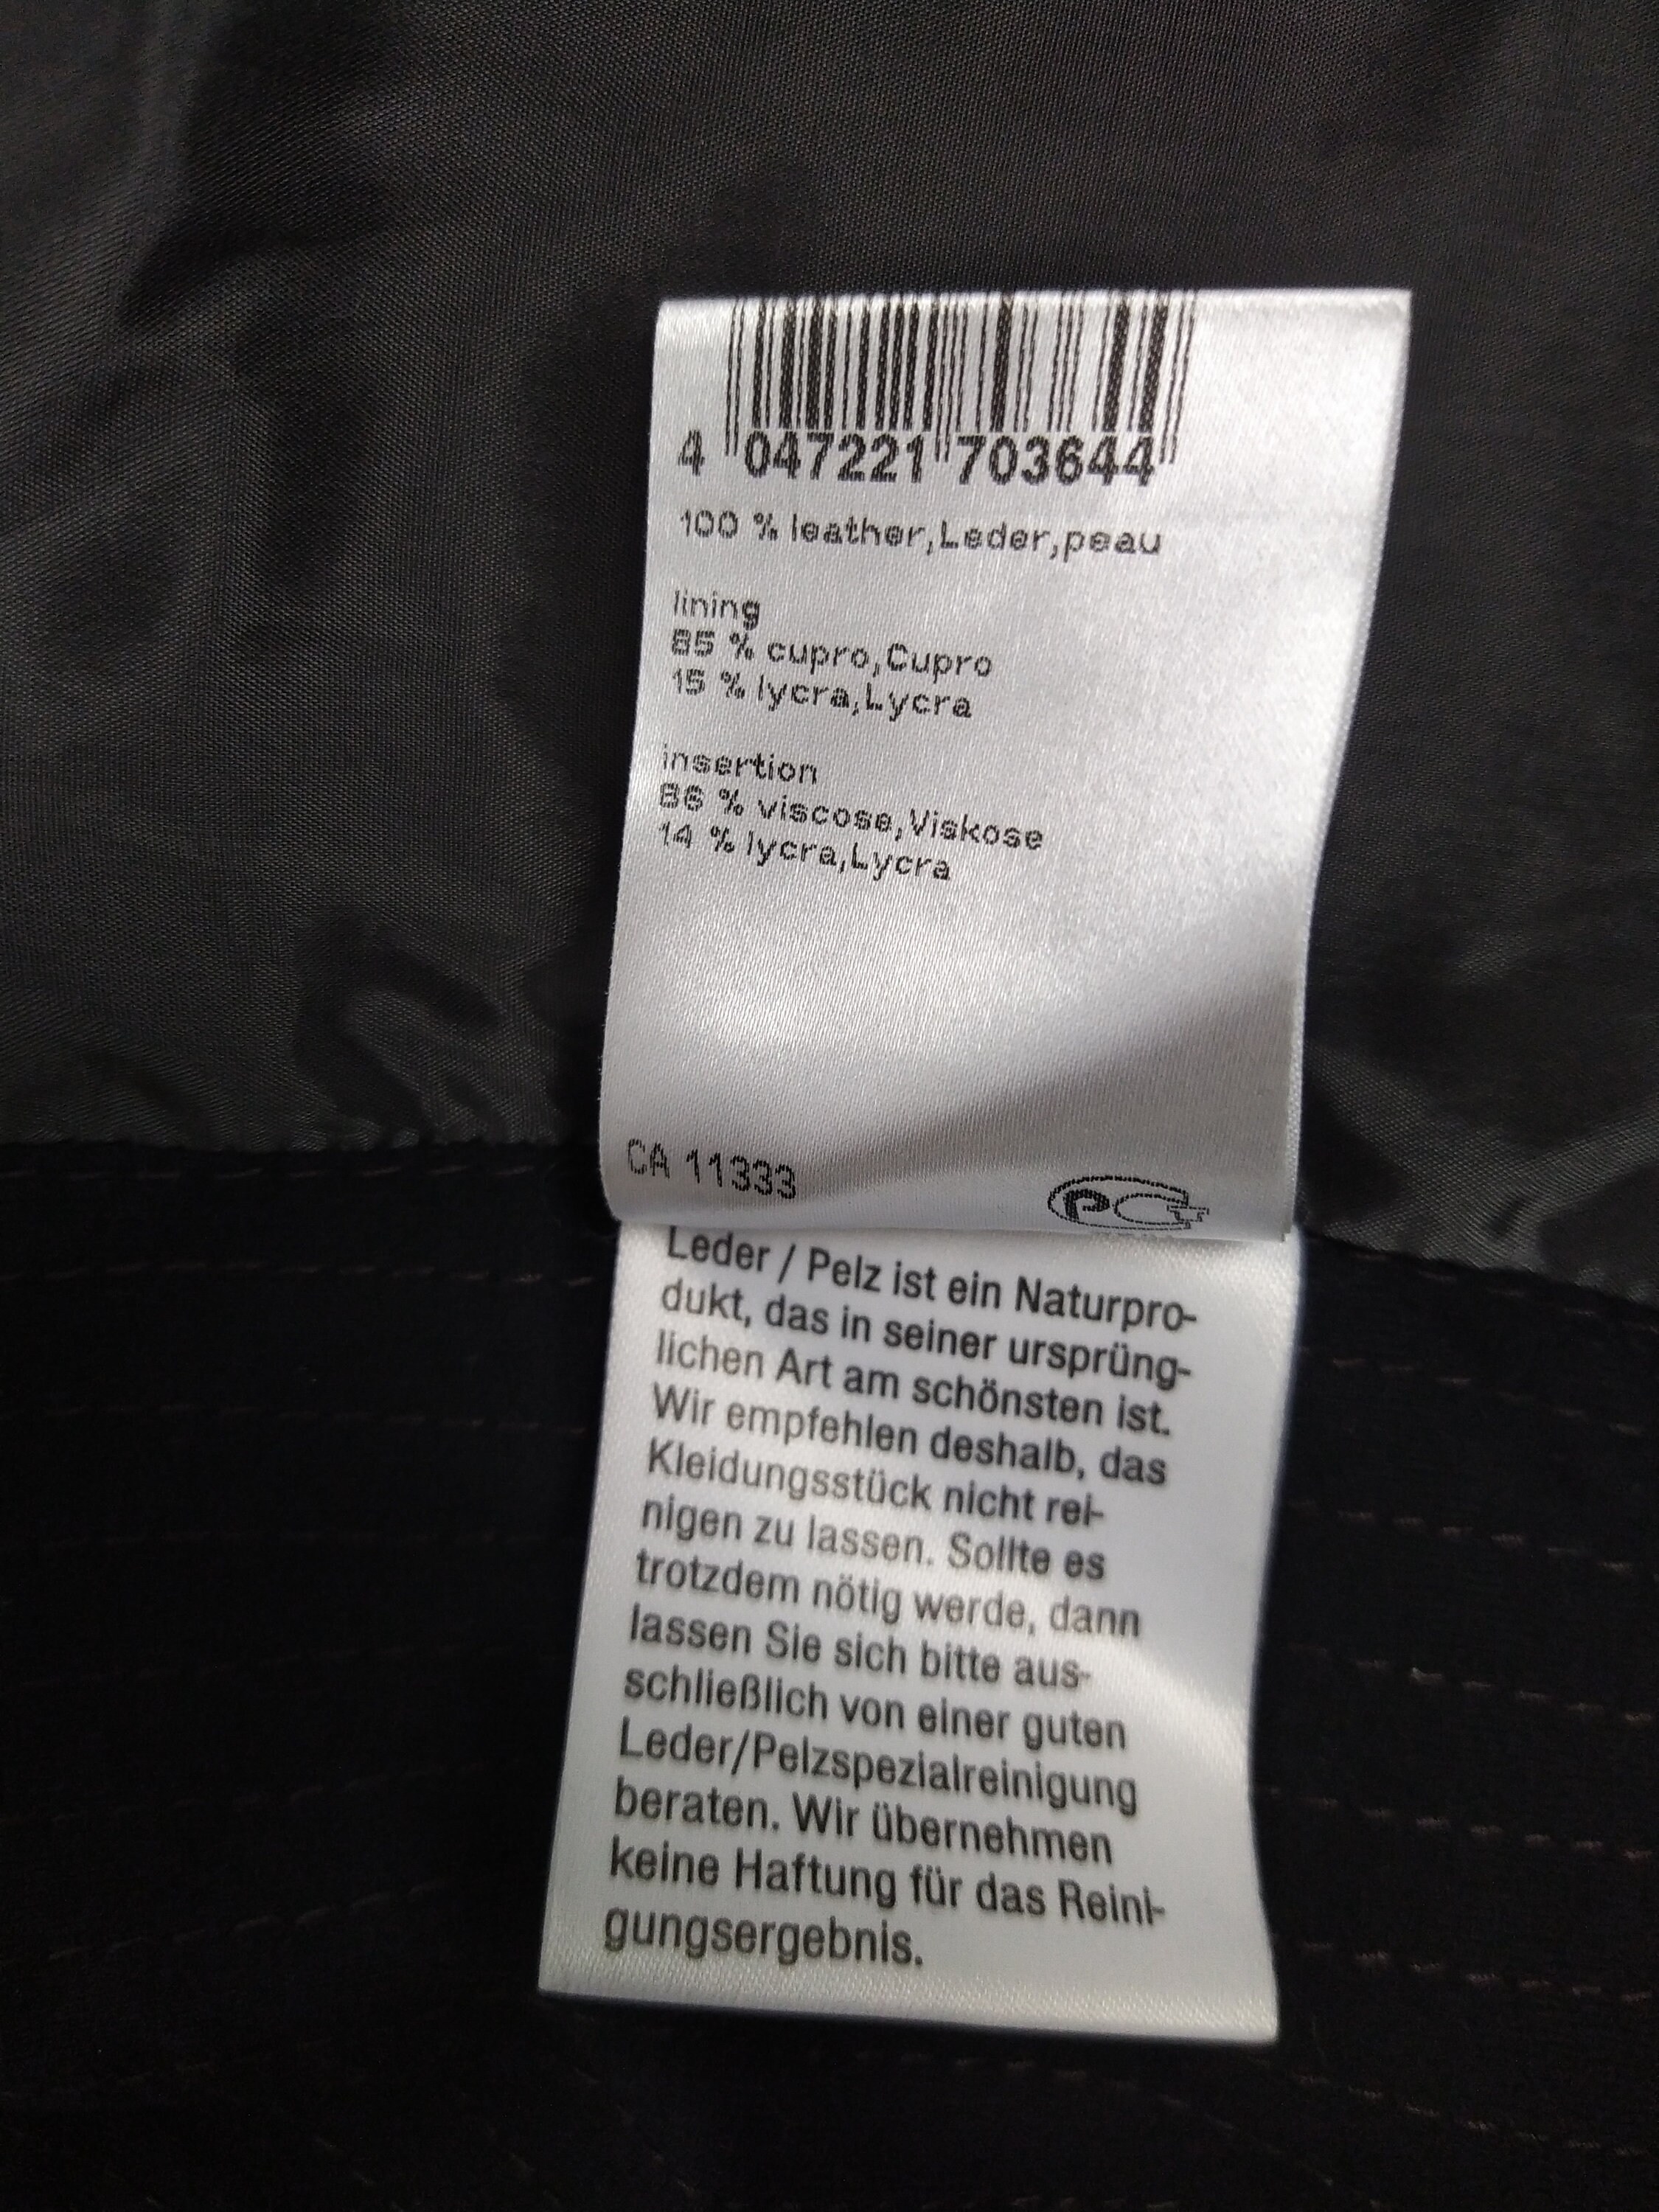 4 047221 703644
100 % leather,Leder,peau
lining
85 % cupro,Cupro
15 % lycra,Lycra
insertion
86 % viscose,Viskose
14 % lycra,Lycra
CA 11333
Leder / Pelz ist ein Naturpro-
dukt, das in seiner ursprüng-
lichen Art am schönsten ist.
Wir empfehlen deshalb, das
Kleidungsstück nicht rei-
nigen zu lassen. Sollte es
trotzdem nötig werde, dann
lassen Sie sich bitte aus-
schließlich von einer guten
Leder/Pelzspezialreinigung
beraten. Wir übernehmen
keine Haftung für das Reini-
gungsergebnis.